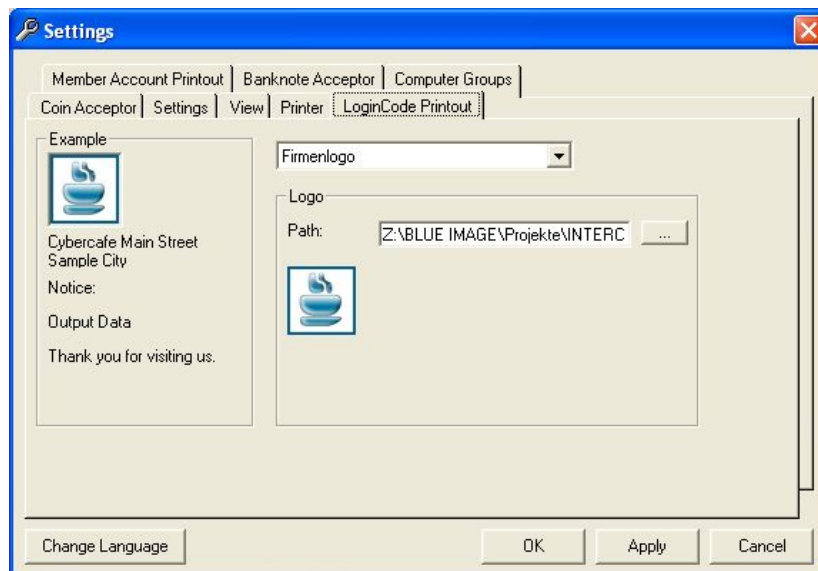 Settings
Member Account Printout
Banknote Acceptor
Computer Groups
Coin Acceptor
Settings
View
Printer
LoginCode Printout
Example
Cybercafe Main Street
Sample City
Notice:
Output Data
Thank you for visiting us.
Firmenlogo
Logo
Path:
Z:\BLUE IMAGE\Projekte\INTERC
...
Change Language
OK
Apply
Cancel